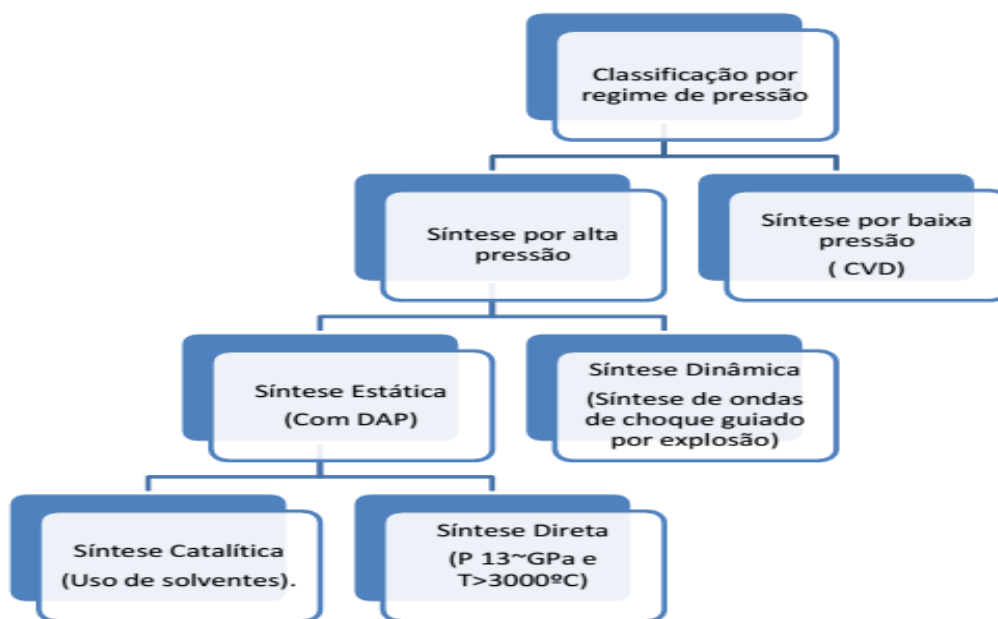 Classificação por
regime de pressão
Síntese por alta
pressão
Síntese por baixa
pressão
( CVD)
Síntese Estática
(Com DAP)
Síntese Dinâmica
(Síntese de ondas
de choque guiado
por explosão)
Síntese Catalítica
(Uso de solventes).
Síntese Direta
(P 13~GPa e
T>3000ºC)